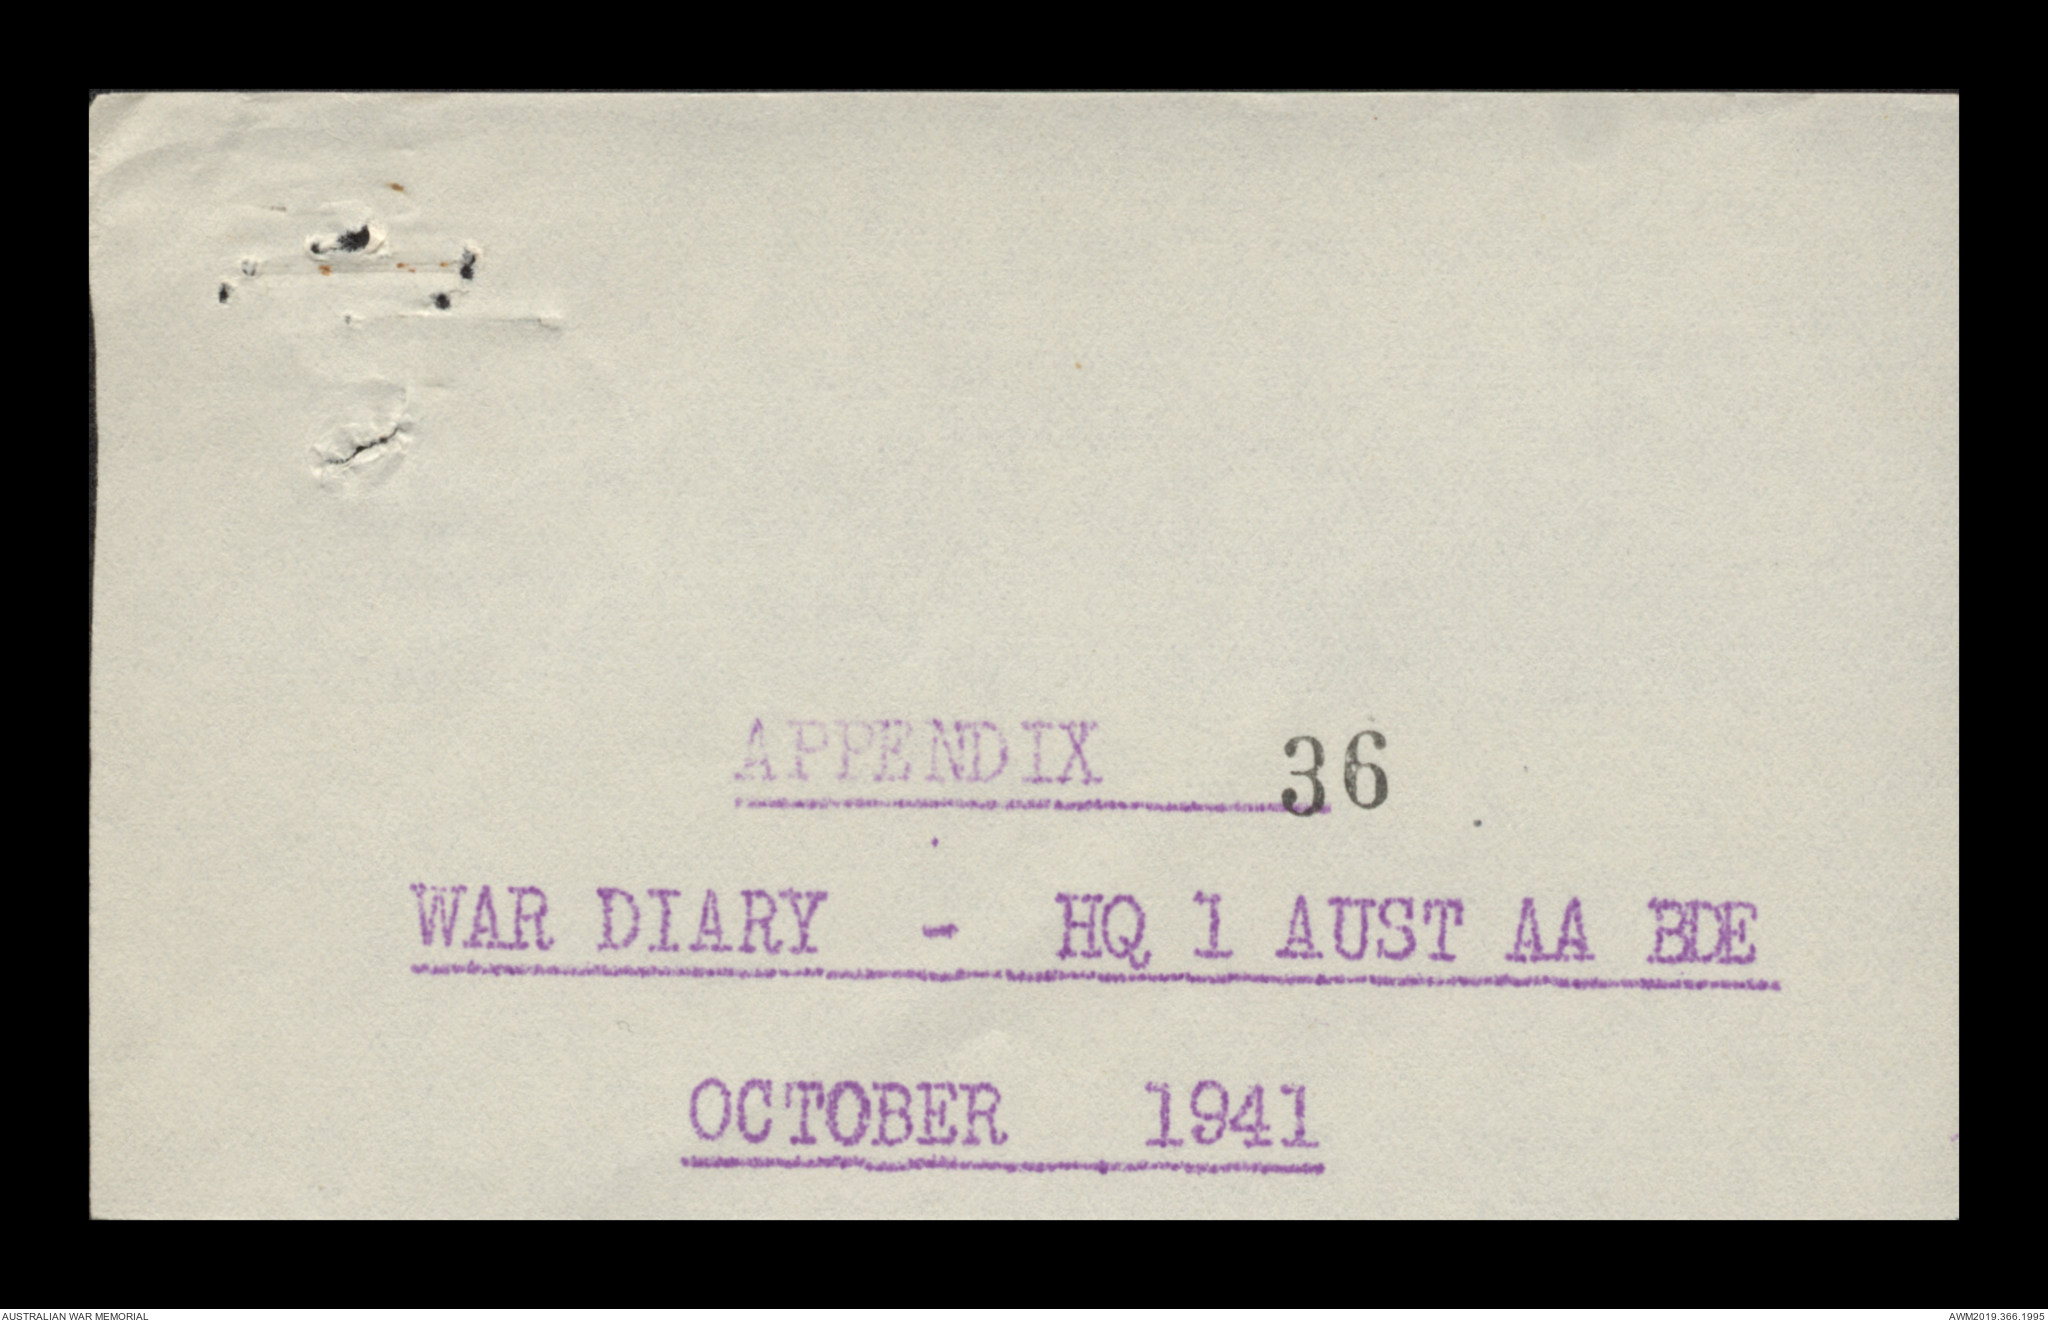 APPENDIX 36
WAR DIARY - HQ 1 AUST AA BDE
OCTOBER 1941
AUSTRALIAN WAR MEMORIAL
AWM2019.366.1995